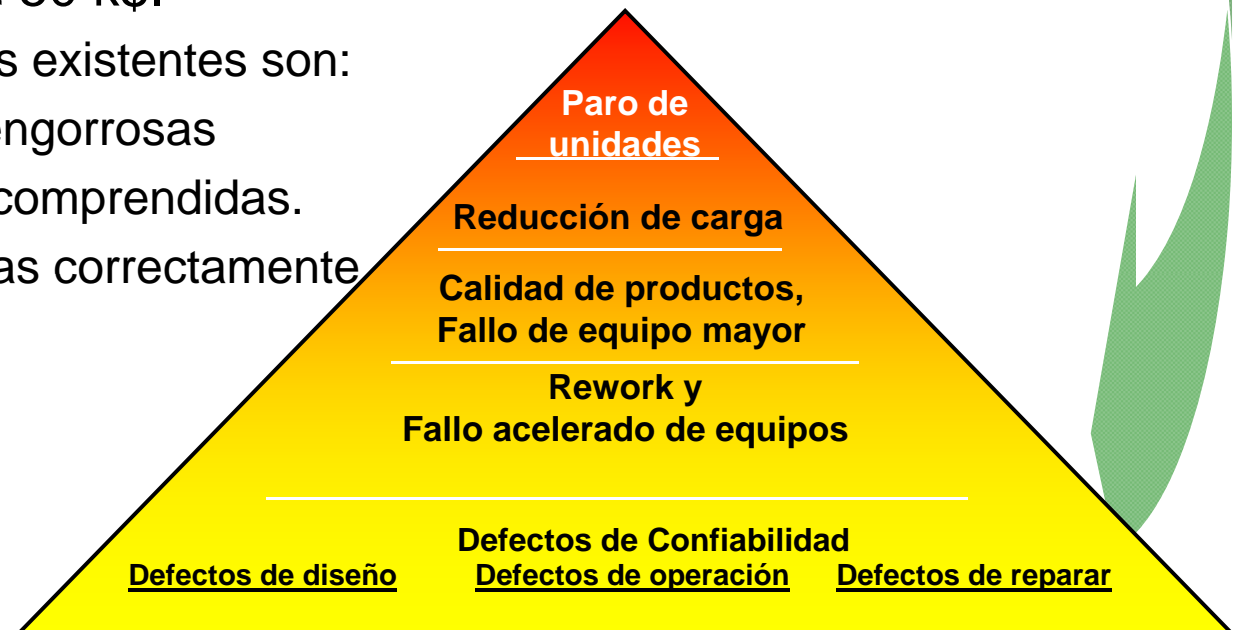 existentes son:
engorrosas
comprendidas.
correctamente
Paro de
unidades
Reducción de carga
Calidad de productos,
Fallo de equipo mayor
Rework y
Fallo acelerado de equipos
Defectos de Confiabilidad
Defectos de diseño Defectos de operación Defectos de reparar